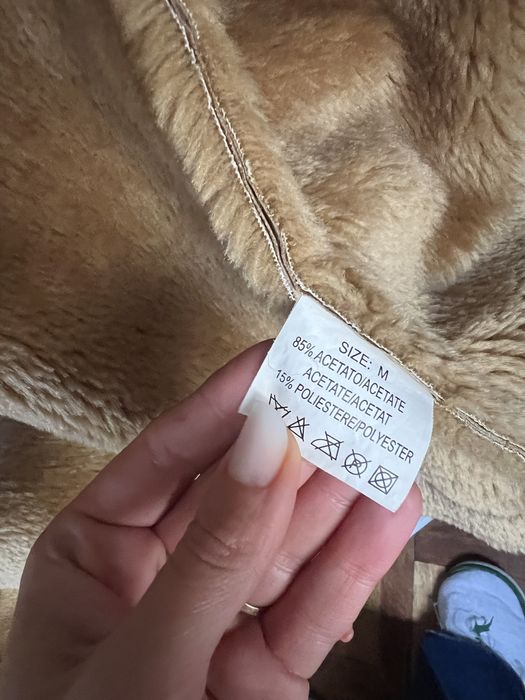 SIZE: M
85% ACETATO/ACETATE
ACETATE/ACETAT
15% POLIESTERE/POLYESTER
P